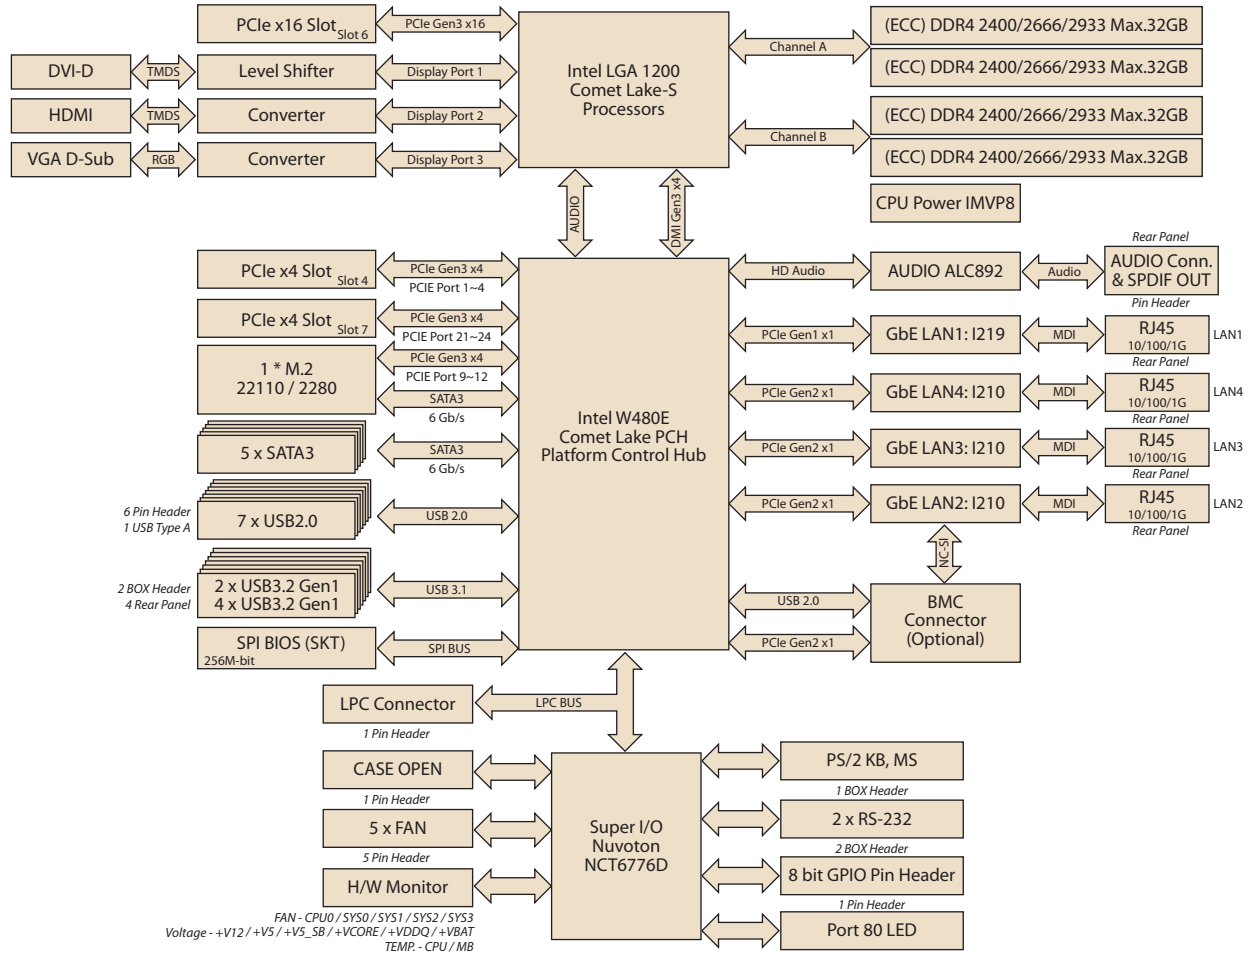 PCIe x16 Slot
Slot 6
PCIe Gen3 x16
DVI-D
TMDS
Level Shifter
Display Port 1
HDMI
TMDS
Converter
Display Port 2
VGA D-Sub
RGB
Converter
Display Port 3
Intel LGA 1200
Comet Lake-S
Processors
Channel A
(ECC) DDR4 2400/2666/2933 Max.32GB
(ECC) DDR4 2400/2666/2933 Max.32GB
Channel B
(ECC) DDR4 2400/2666/2933 Max.32GB
(ECC) DDR4 2400/2666/2933 Max.32GB
CPU Power IMVP8
AUDIO
DMI Gen3 x4
PCIe x4 Slot
Slot 4
PCIe Gen3 x4
PCIE Port 1~4
PCIe x4 Slot
Slot 7
PCIe Gen3 x4
PCIE Port 21~24
1 * M.2
22110 / 2280
PCIe Gen3 x4
PCIE Port 9~12
SATA3
6 Gb/s
5 x SATA3
SATA3
6 Gb/s
6 Pin Header
1 USB Type A
7 x USB2.0
USB 2.0
2 BOX Header
4 Rear Panel
2 x USB3.2 Gen1
4 x USB3.2 Gen1
USB 3.1
SPI BIOS (SKT)
256M-bit
SPI BUS
Intel W480E
Comet Lake PCH
Platform Control Hub
HD Audio
AUDIO ALC892
Audio
Rear Panel
AUDIO Conn.
& SPDIF OUT
Pin Header
PCIe Gen1 x1
GbE LAN1: I219
MDI
RJ45
10/100/1G
LAN1
Rear Panel
PCIe Gen2 x1
GbE LAN4: I210
MDI
RJ45
10/100/1G
LAN4
Rear Panel
PCIe Gen2 x1
GbE LAN3: I210
MDI
RJ45
10/100/1G
LAN3
Rear Panel
PCIe Gen2 x1
GbE LAN2: I210
MDI
RJ45
10/100/1G
LAN2
Rear Panel
NC-SI
USB 2.0
PCIe Gen2 x1
BMC
Connector
(Optional)
LPC Connector
LPC BUS
1 Pin Header
CASE OPEN
1 Pin Header
5 x FAN
5 Pin Header
H/W Monitor
FAN - CPU0 / SYS0 / SYS1 / SYS2 / SYS3
Voltage - +V12 / +V5 / +V5_SB / +VCORE / +VDDQ / +VBAT
TEMP. - CPU / MB
Super I/O
Nuvoton
NCT6776D
PS/2 KB, MS
1 BOX Header
2 x RS-232
2 BOX Header
8 bit GPIO Pin Header
1 Pin Header
Port 80 LED